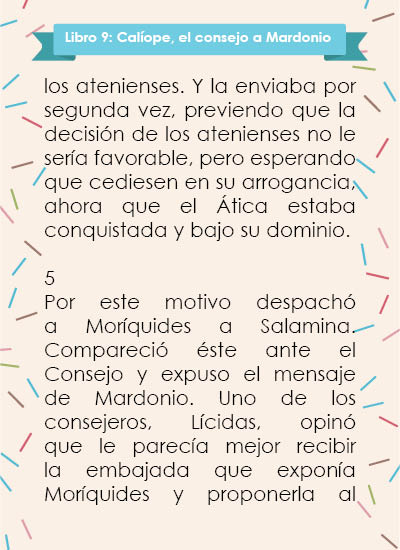 Libro 9: Calíope, el consejo a Mardonio
los atenienses. Y la enviaba por
segunda vez, previendo que la
decisión de los atenienses no le
sería favorable, pero esperando
que cediesen en su arrogancia,
ahora que el Ática estaba
conquistada y bajo su dominio.
5
Por este motivo despachó
a Moríquides a Salamina.
Compareció éste ante el
Consejo y expuso el mensaje
de Mardonio. Uno de los
consejeros, Lícidas, opinó
que le parecía mejor recibir
la embajada que exponía
Moríquides y proponerla al